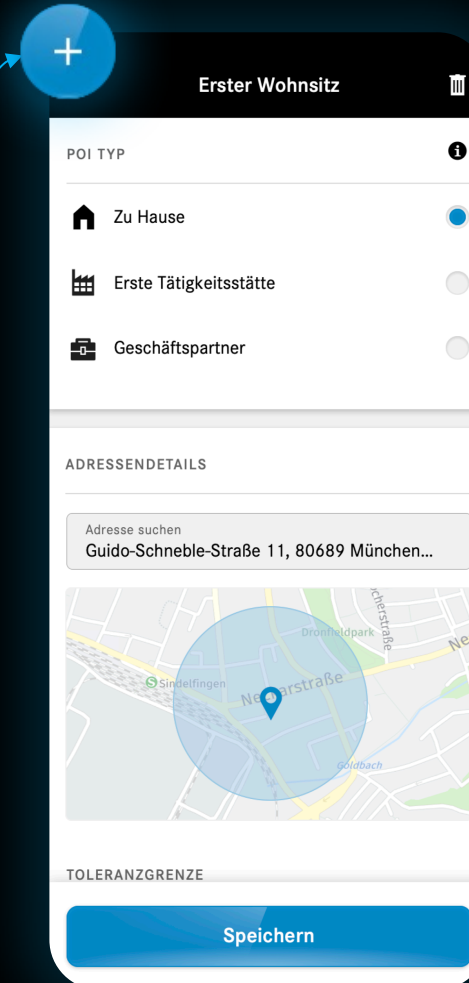 +
Erster Wohnsitz
POI TYP
Zu Hause
Erste Tätigkeitsstätte
Geschäftspartner
ADRESSENDETAILS
Adresse suchen
Guido-Schneble-Straße 11, 80689 München...
Dronfieldpark
S Sindelfingen
Goldbach
Ne
TOLERANZGRENZE
Speichern